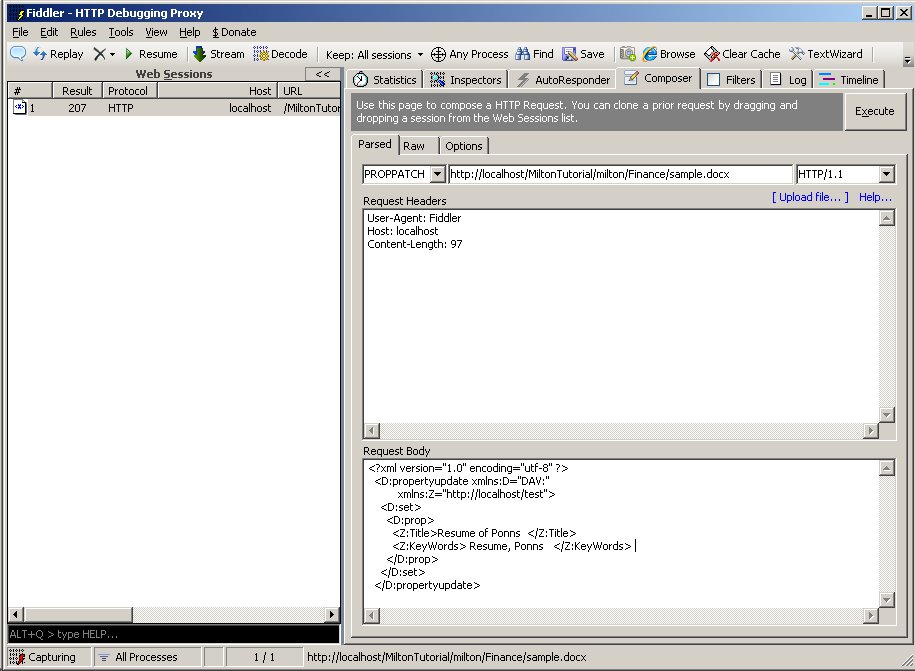 Fiddler - HTTP Debugging Proxy
File Edit Rules Tools View Help $ Donate
Replay Resume Stream Decode Keep: All sessions Any Process Find Save Browse Clear Cache TextWizard
Web Sessions <<
# Result Protocol Host URL
1 207 HTTP localhost /MiltonTutor
Statistics Inspectors AutoResponder Composer Filters Log Timeline
Use this page to compose a HTTP Request. You can clone a prior request by dragging and
dropping a session from the Web Sessions list.
Execute
Parsed Raw Options
PROPPATCH http://localhost/MiltonTutorial/milton/Finance/sample.docx HTTP/1.1
Request Headers [ Upload file... ] Help...
User-Agent: Fiddler
Host: localhost
Content-Length: 97
Request Body
<?xml version="1.0" encoding="utf-8" ?>
<D:propertyupdate xmlns:D="DAV:"
xmlns:Z="http://localhost/test">
<D:set>
<D:prop>
<Z:Title>Resume of Ponns </Z:Title>
<Z:KeyWords> Resume, Ponns </Z:KeyWords>
</D:prop>
</D:set>
</D:propertyupdate>
ALT+Q > type HELP...
Capturing All Processes 1 / 1 http://localhost/MiltonTutorial/milton/Finance/sample.docx